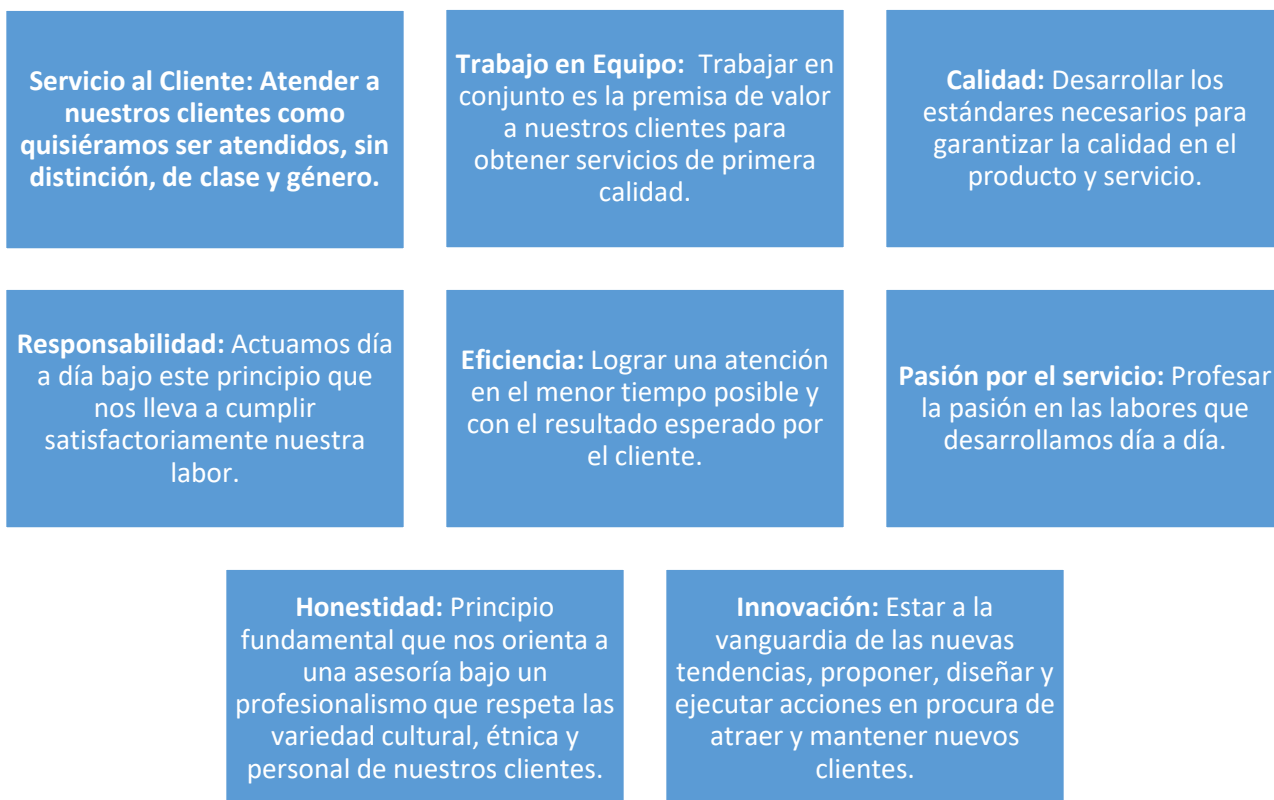 Servicio al Cliente: Atender a
nuestros clientes como
quisiéramos ser atendidos, sin
distinción, de clase y género.
Trabajo en Equipo: Trabajar en
conjunto es la premisa de valor
a nuestros clientes para
obtener servicios de primera
calidad.
Calidad: Desarrollar los
estándares necesarios para
garantizar la calidad en el
producto y servicio.
Responsabilidad: Actuamos día
a día bajo este principio que
nos lleva a cumplir
satisfactoriamente nuestra
labor.
Eficiencia: Lograr una atención
en el menor tiempo posible y
con el resultado esperado por
el cliente.
Pasión por el servicio: Profesar
la pasión en las labores que
desarrollamos día a día.
Honestidad: Principio
fundamental que nos orienta a
una asesoría bajo un
profesionalismo que respeta las
variedad cultural, étnica y
personal de nuestros clientes.
Innovación: Estar a la
vanguardia de las nuevas
tendencias, proponer, diseñar y
ejecutar acciones en procura de
atraer y mantener nuevos
clientes.